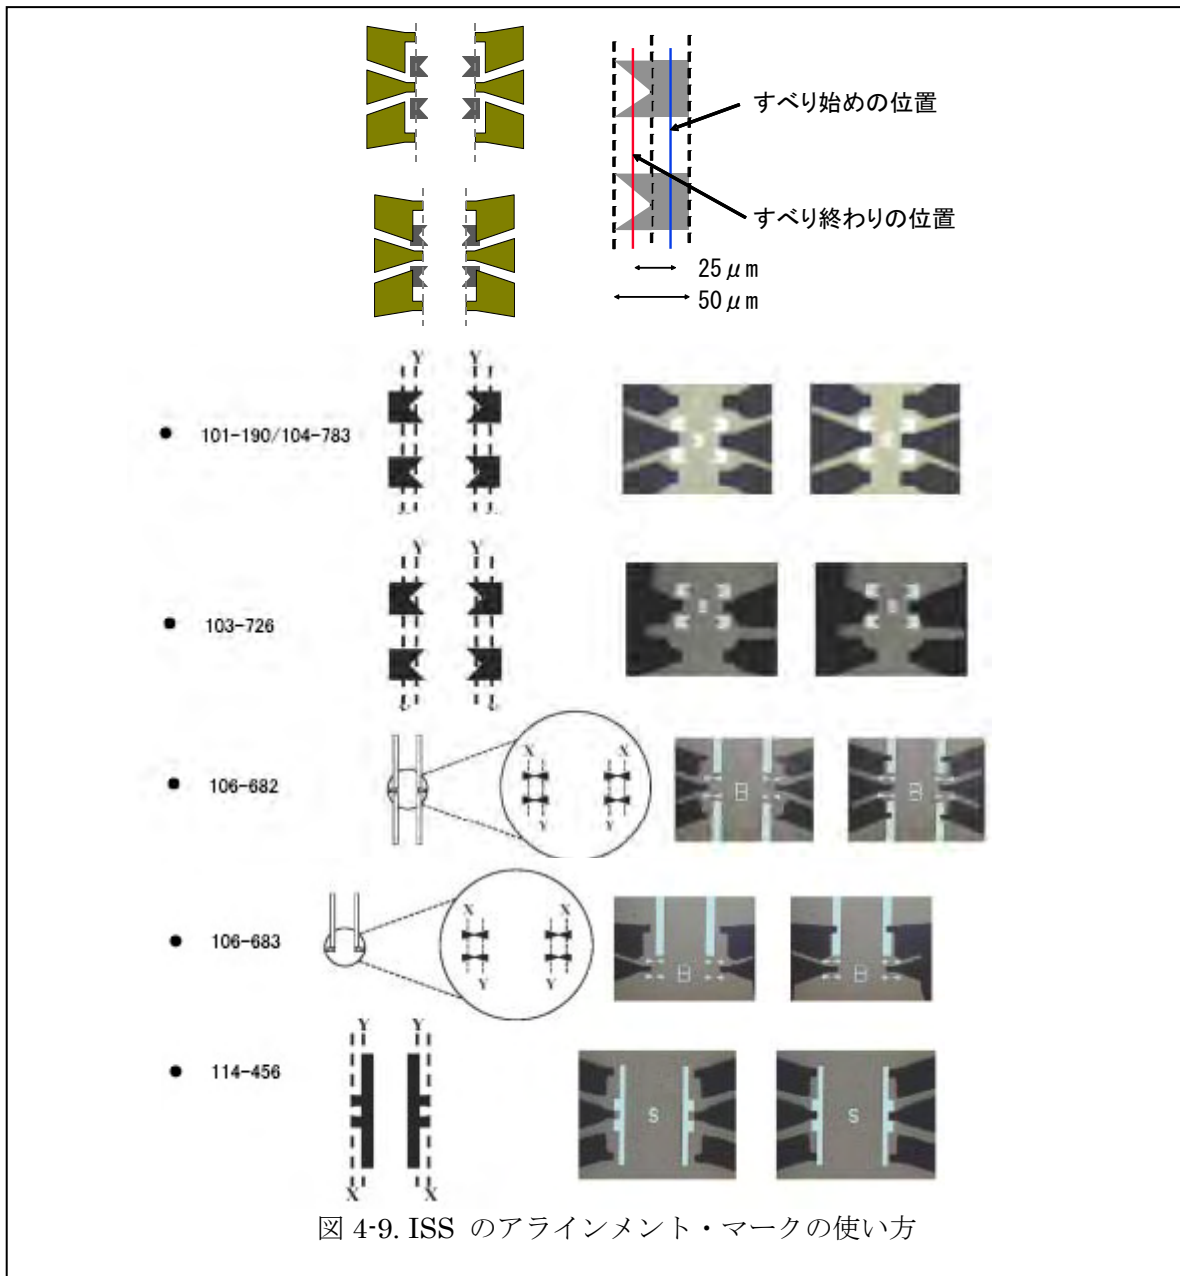 すべり始めの位置
すべり終わりの位置
25μm
50μm
Y Y
● 101-190/104-783
Y Y
● 103-726
● 106-682
X X
Y Y
B B
● 106-683
X X
Y Y
B B
Y Y
● 114-456
S S
X X
図 4-9. ISS のアラインメント・マークの使い方